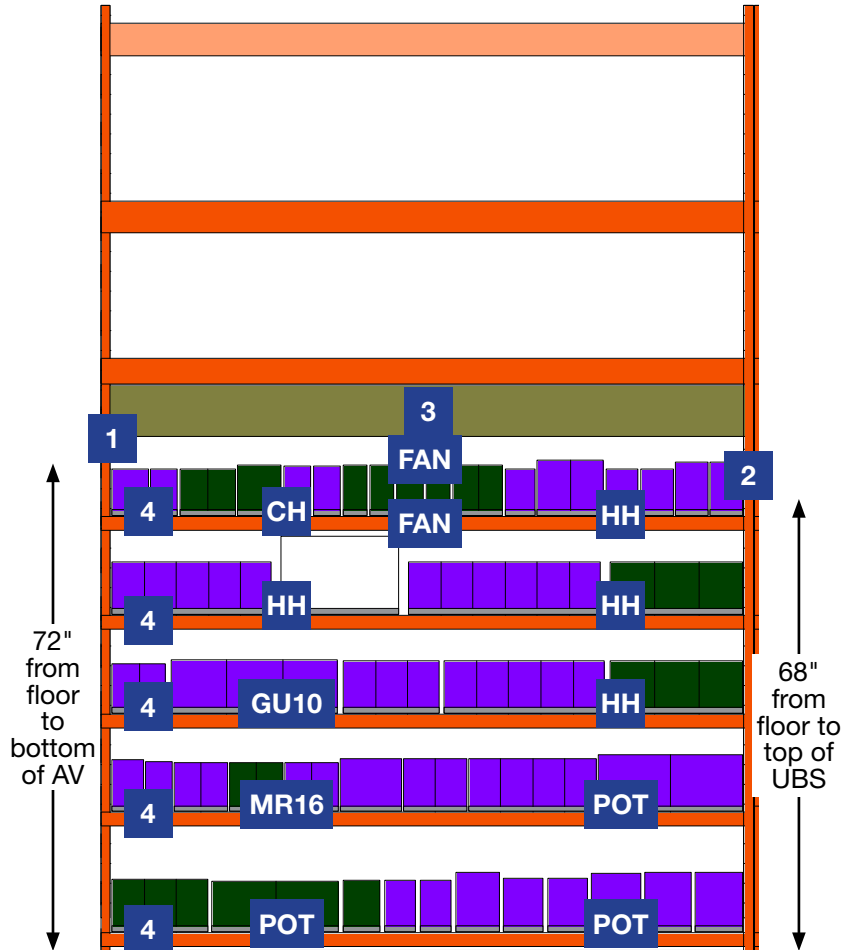 3
1
FAN
2
4
CH
FAN
HH
4
HH
HH
72"
from
floor
to
bottom
of AV
4
GU10
HH
68"
from
floor to
top of
UBS
4
MR16
POT
4
POT
POT